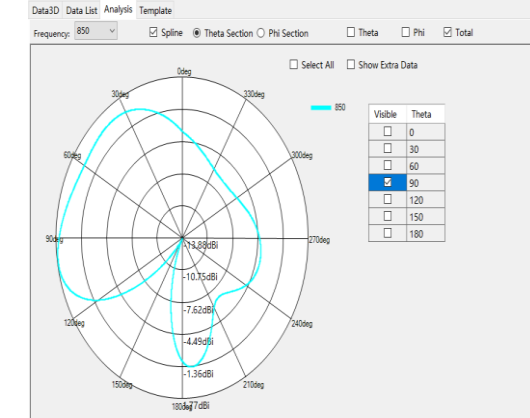 Data3D Data List Analysis Template
Frequency: 850 Spline Theta Section Phi Section Theta Phi Total
Select All Show Extra Data
0deg
30deg
330deg
850
60deg
300deg
90deg
270deg
-13.88dBi
-10.75dBi
-7.62dBi
120deg
240deg
-4.49dBi
-1.36dBi
150deg
210deg
180deg
1.77dBi
Visible Theta
0
30
60
90
120
150
180